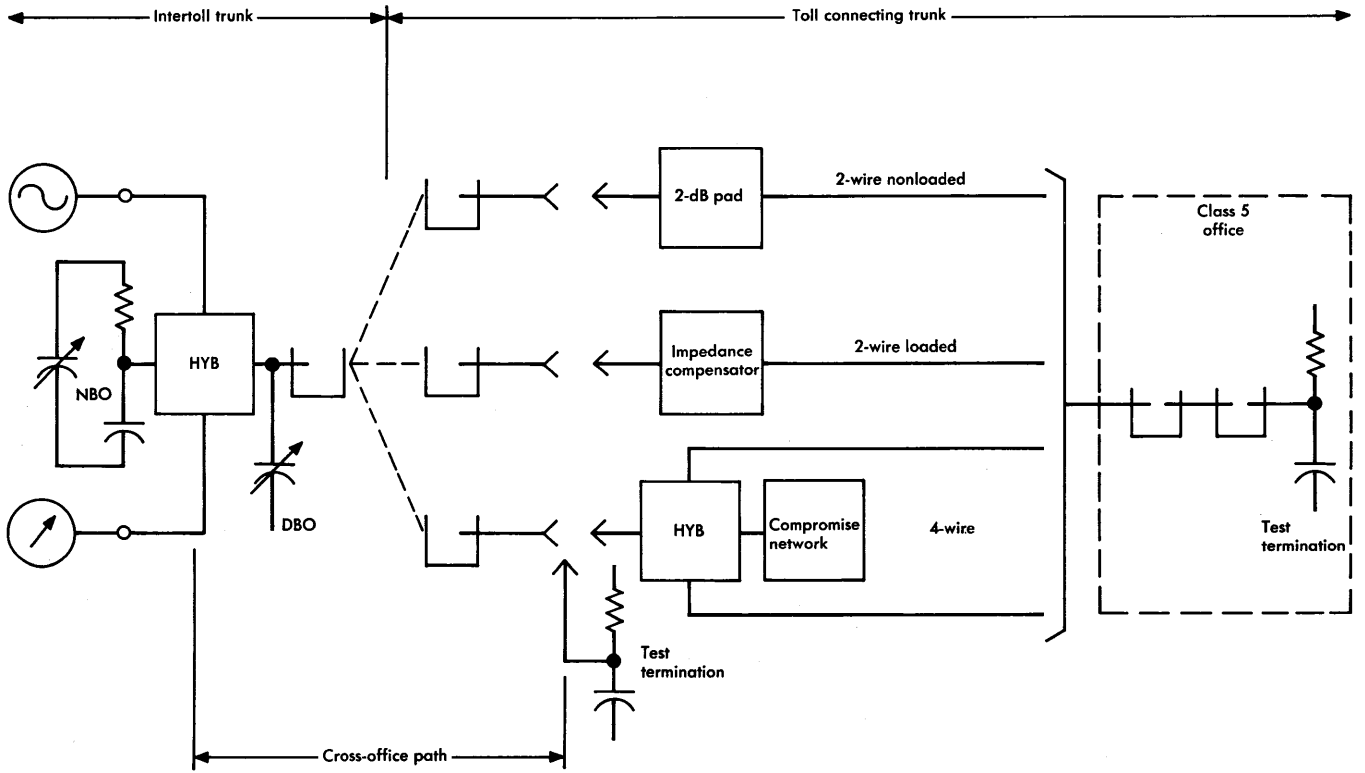 Intertoll trunk
Toll connecting trunk
2-dB pad
2-wire nonloaded
Class 5
office
HYB
NBO
Impedance
compensator
2-wire loaded
DBO
HYB
Compromise
network
4-wire
Test
termination
Test
termination
Cross-office path